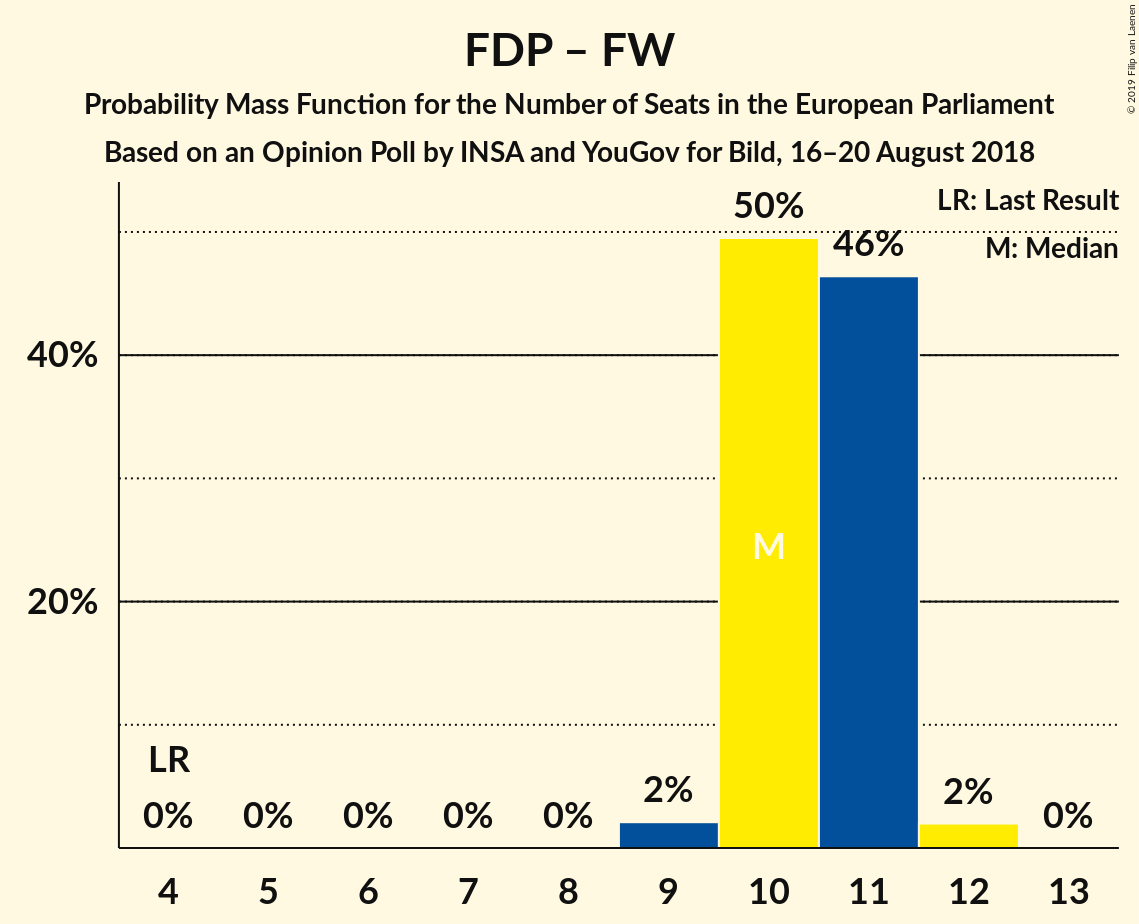 FDP – FW
Probability Mass Function for the Number of Seats in the European Parliament
Based on an Opinion Poll by INSA and YouGov for Bild, 16–20 August 2018
© 2019 Filip van Laenen
LR: Last Result
M: Median
50%
46%
40%
M
20%
LR
0% 0% 0% 0% 0% 2% 2% 0%
4 5 6 7 8 9 10 11 12 13